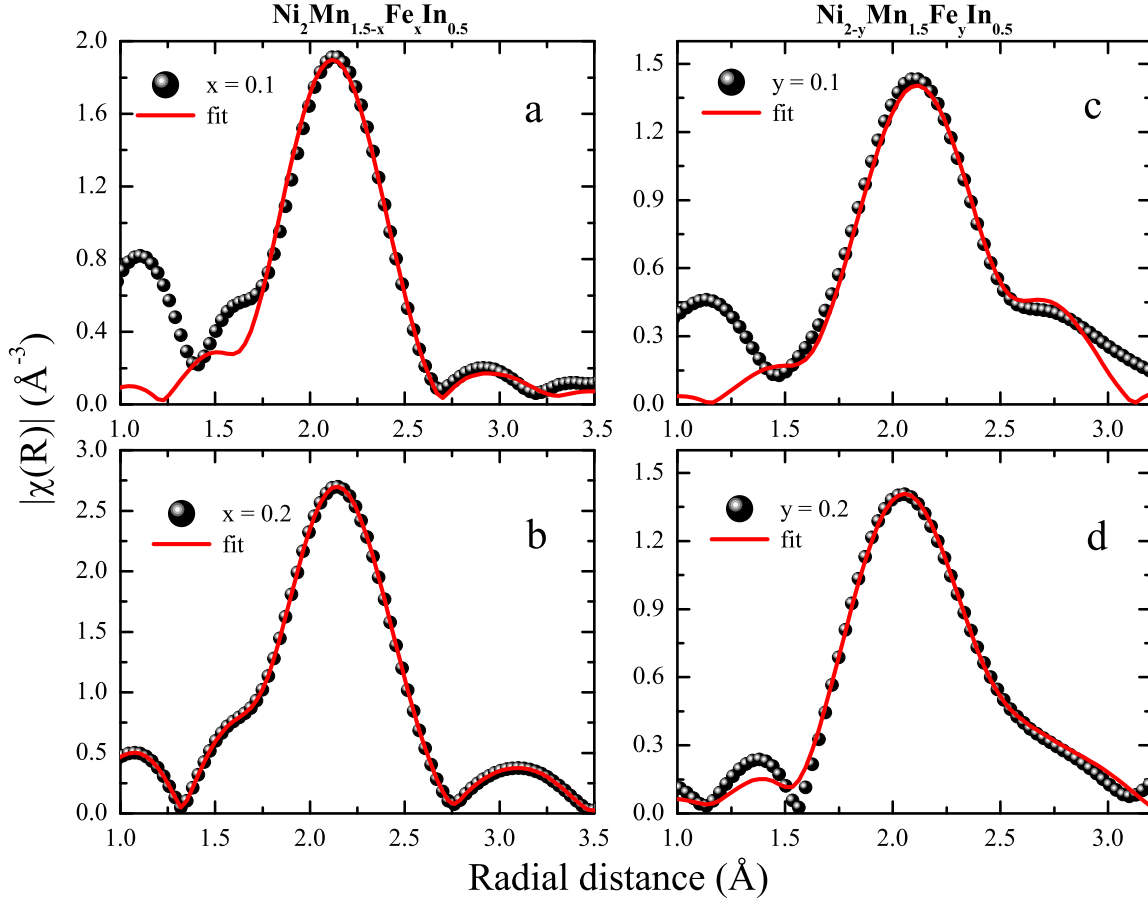 Ni2Mn1.5-xFexIn0.5
Ni2-yMn1.5FeyIn0.5
|χ(R)| (Å-3)
2.0
1.6
1.2
0.8
0.4
0.0
x = 0.1
fit
a
1.0 1.5 2.0 2.5 3.0 3.5
1.5
1.2
0.9
0.6
0.3
0.0
y = 0.1
fit
c
1.0 1.5 2.0 2.5 3.0
3.0
2.5
2.0
1.5
1.0
0.5
0.0
x = 0.2
fit
b
1.0 1.5 2.0 2.5 3.0 3.5
1.5
1.2
0.9
0.6
0.3
0.0
y = 0.2
fit
d
1.0 1.5 2.0 2.5 3.0
Radial distance (Å)